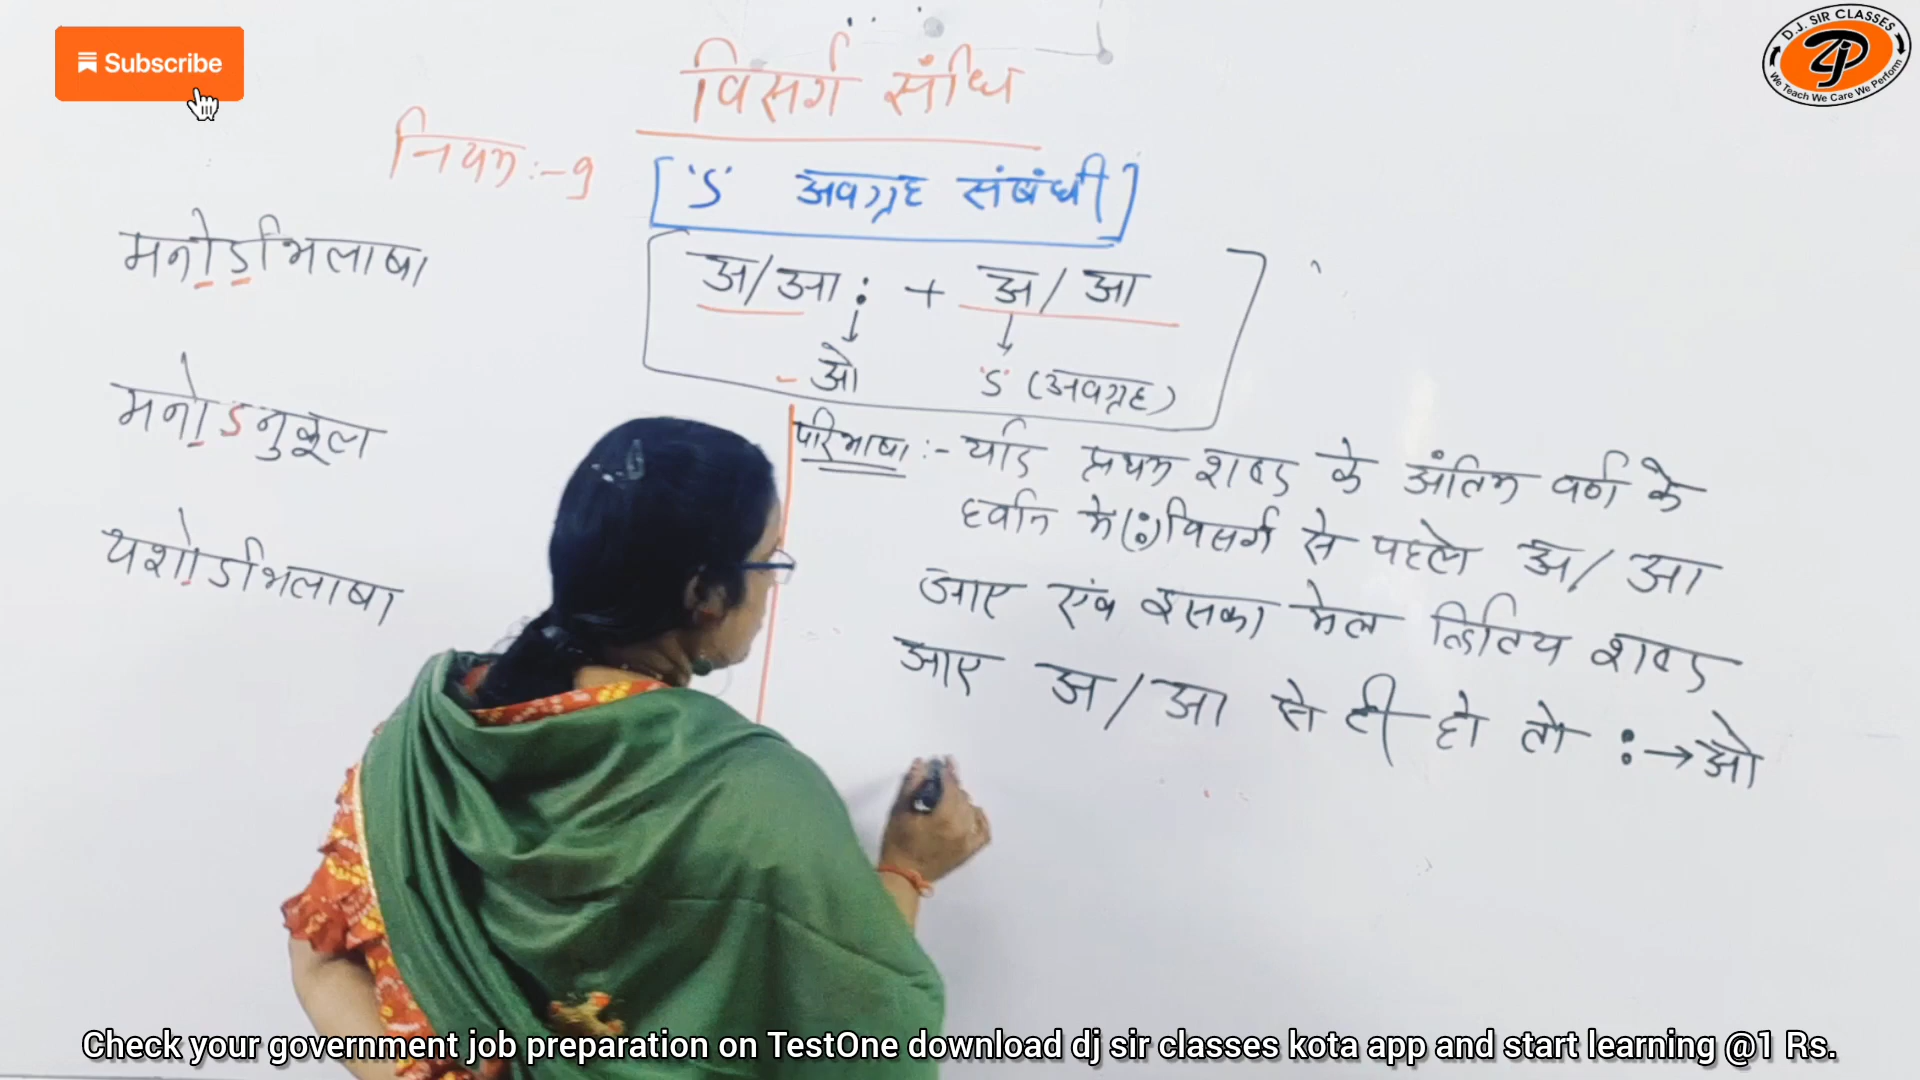 Subscribe
D.J. SIR CLASSES
We Teach We Care We Perform
विसर्ग संधि
नियम:-9
['ऽ' अवग्रह संबंधी]
अ/आ : + अ/आ
ओ 'ऽ' (अवग्रह)
मनोऽभिलाषा
मनोऽनुकूल
यशोऽभिलाषा
परिभाषा:- यदि प्रथम शब्द के अंतिम वर्ण के
ध्वनि में (:) विसर्ग से पहले अ/आ
आए एंव इसका मेल द्वितिय शब्द
आए अ/आ से ही हो तो :→ओ
Check your government job preparation on TestOne download dj sir classes kota app and start learning @1 Rs.